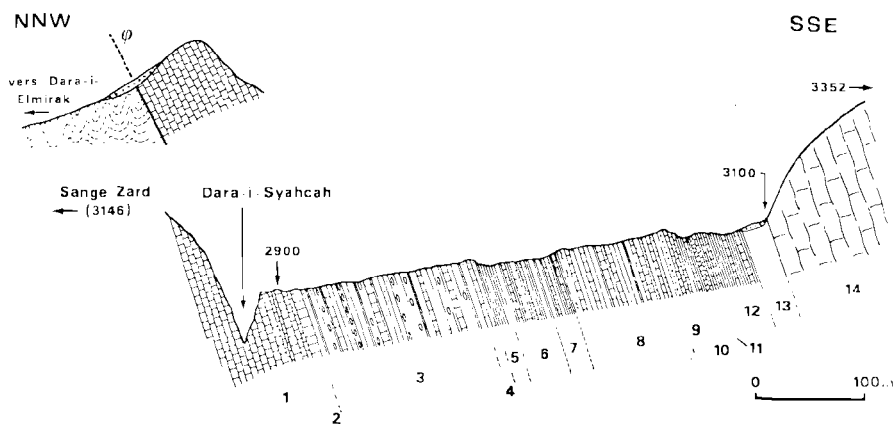 NNW
SSE
φ
vers Dara-i-
Elmirak
3352
Sange Zard
(3146)
Dara-i-Syahcah
3100
2900
1
2
3
4
5
6
7
8
9
10
11
12
13
14
0 100m